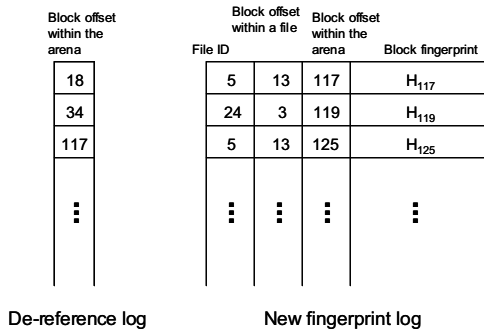 Block offset
within the
arena
18
34
117
De-reference log
Block offset
within a file
Block offset
within the
File ID
arena
Block fingerprint
5 13 117 H₁₁₇
24 3 119 H₁₁₉
5 13 125 H₁₂₅
New fingerprint log